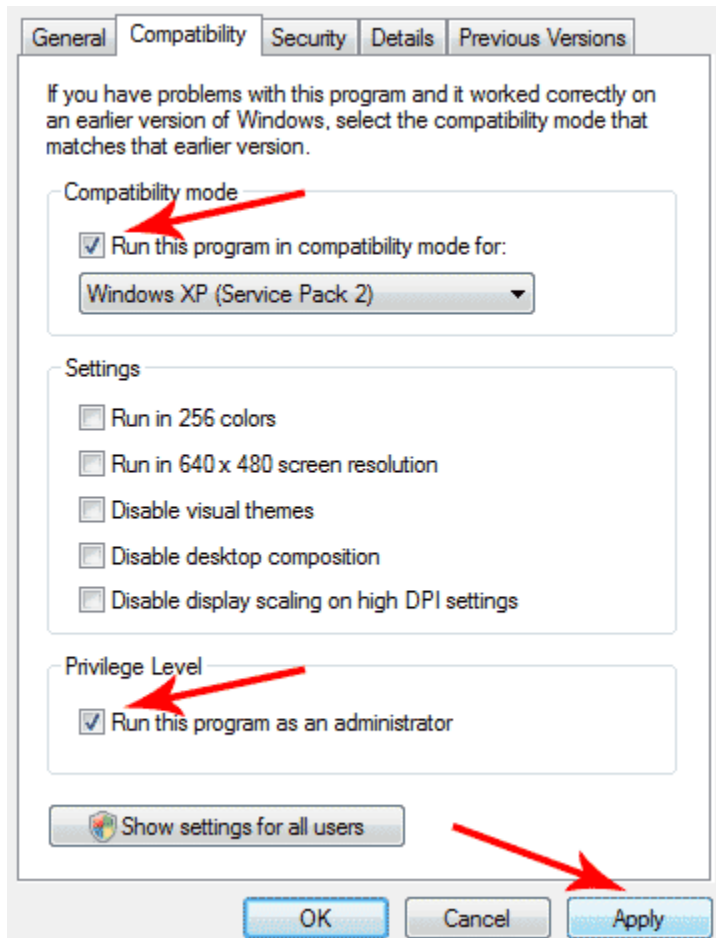 General Compatibility Security Details Previous Versions
If you have problems with this program and it worked correctly on
an earlier version of Windows, select the compatibility mode that
matches that earlier version.
Compatibility mode
Run this program in compatibility mode for:
Windows XP (Service Pack 2)
Settings
Run in 256 colors
Run in 640 x 480 screen resolution
Disable visual themes
Disable desktop composition
Disable display scaling on high DPI settings
Privilege Level
Run this program as an administrator
Show settings for all users
OK Cancel Apply